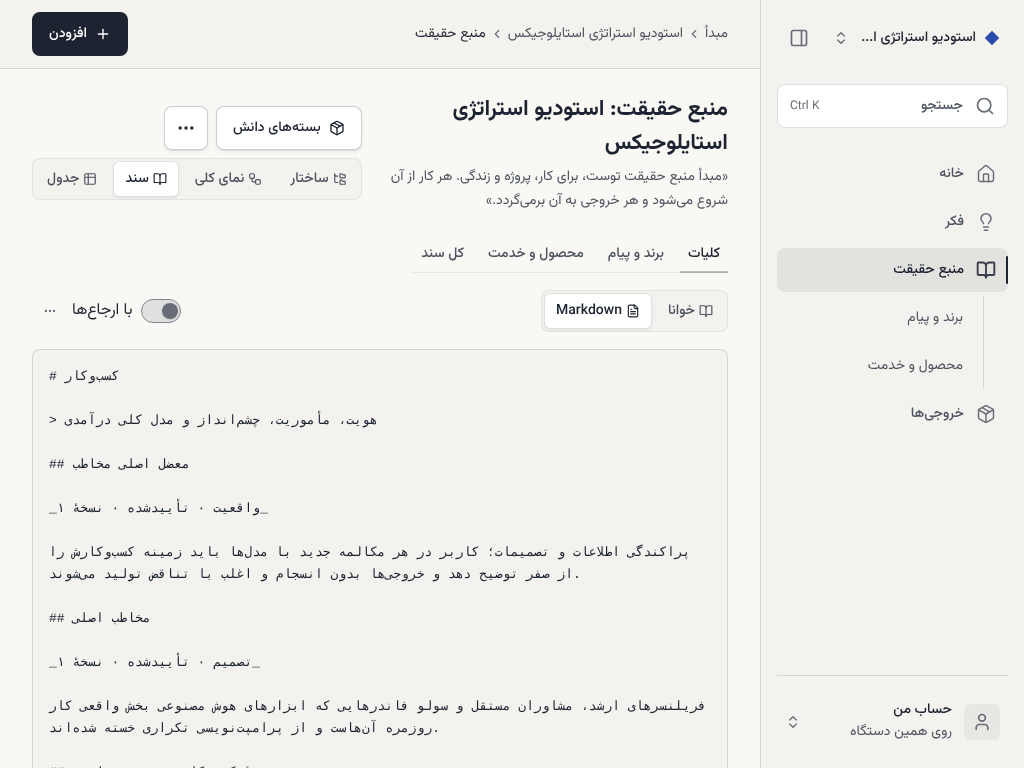 استودیو استراتژی ا...
جستجو
Ctrl K
خانه
فکر
منبع حقیقت
برند و پیام
محصول و خدمت
خروجی‌ها
حساب من
روی همین دستگاه
مبدأ › استودیو استراتژی استایلوجیکس › منبع حقیقت
افزودن
منبع حقیقت: استودیو استراتژی
استایلوجیکس
«مبدأ منبع حقیقت توست، برای کار، پروژه و زندگی. هر کار از آن
شروع می‌شود و هر خروجی به آن برمی‌گردد.»
بسته‌های دانش
ساختار
نمای کلی
سند
جدول
کلیات
برند و پیام
محصول و خدمت
کل سند
خوانا
Markdown
با ارجاع‌ها
# کسب‌وکار
> هویت، مأموریت، چشم‌انداز و مدل کلی درآمدی
## معضل اصلی مخاطب
_واقعیت · تأییدشده · نسخهٔ ۱_
پراکندگی اطلاعات و تصمیمات؛ کاربر در هر مکالمه جدید با مدل‌ها باید زمینه کسب‌وکارش را
از صفر توضیح دهد و خروجی‌ها بدون انسجام و اغلب با تناقض تولید می‌شوند.
## مخاطب اصلی
_تصمیم · تأییدشده · نسخهٔ ۱_
فریلنسرهای ارشد، مشاوران مستقل و سولو فاندرهایی که ابزارهای هوش مصنوعی بخش واقعی کار
روزمره آن‌هاست و از پرامپت‌نویسی تکراری خسته شده‌اند.